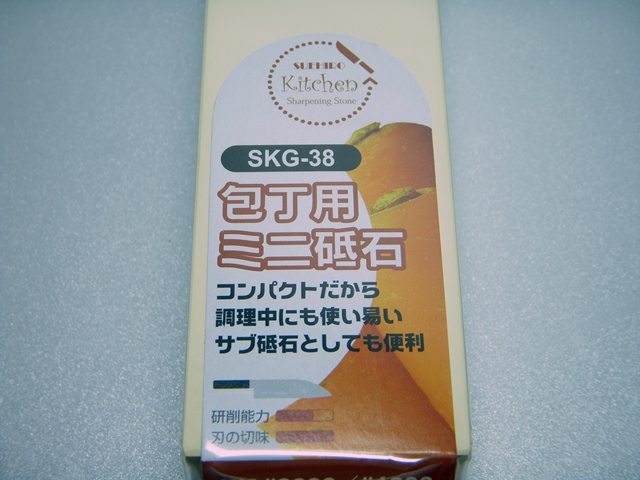 SUEHIRO
Kitchen
Sharpening Stone
SKG-38
包丁用
ミニ砥石
コンパクトだから
調理中にも使い易い
サブ砥石としても便利
研削能力
刃の切味